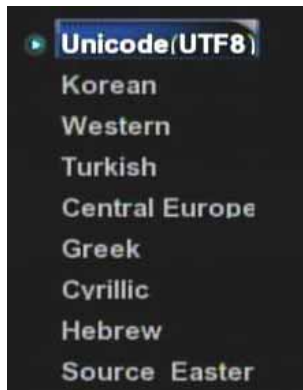 Unicode(UTF8)
Korean
Western
Turkish
Central Europe
Greek
Cyrillic
Hebrew
Source Easter